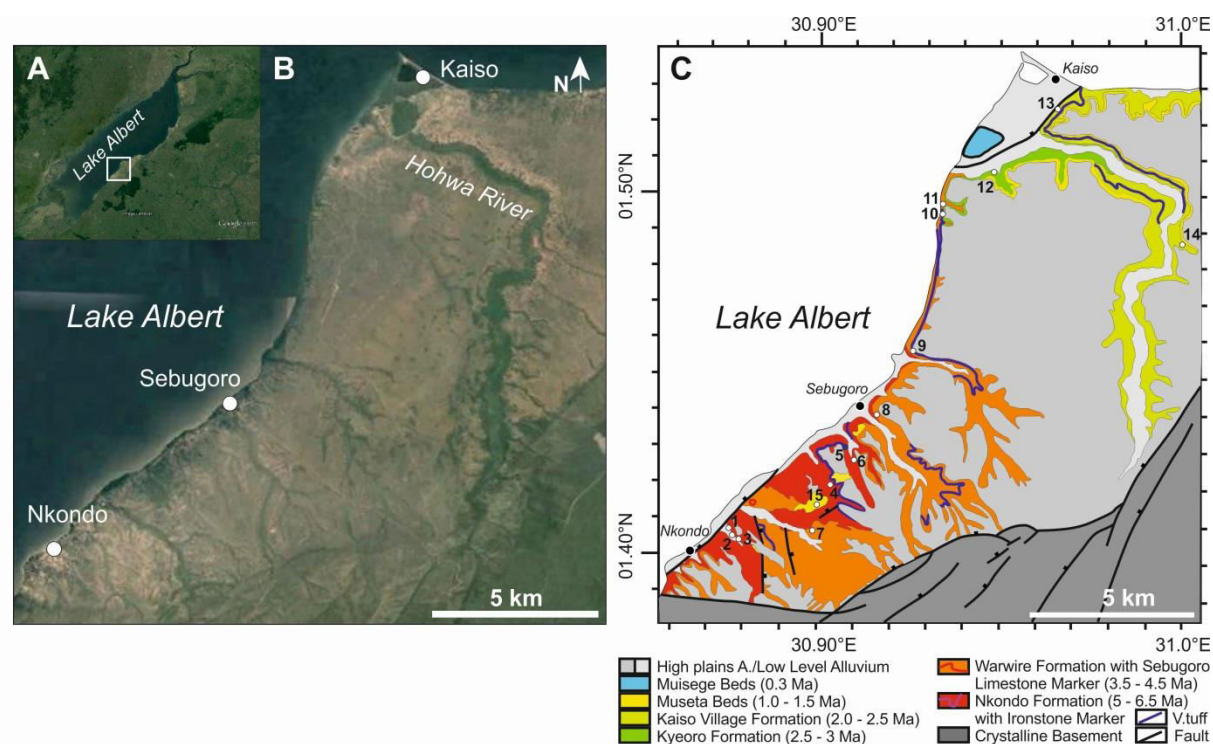 30.90°E
31.0°E
A
B
C
Kaiso
N
Kaiso
13
Lake Albert
Hohwa River
Google
01.50°N
12
11
10
14
Lake Albert
Lake Albert
9
Sebugoro
Sebugoro
8
5
6
15
4
Nkondo
Nkondo
1
2
3
7
01.40°N
5 km
5 km
30.90°E
31.0°E
High plains A./Low Level Alluvium
Muisege Beds (0.3 Ma)
Museta Beds (1.0 - 1.5 Ma)
Kaiso Village Formation (2.0 - 2.5 Ma)
Kyeoro Formation (2.5 - 3 Ma)
Warwire Formation with Sebugoro
Limestone Marker (3.5 - 4.5 Ma)
Nkondo Formation (5 - 6.5 Ma)
with Ironstone Marker
V.tuff
Crystalline Basement
Fault